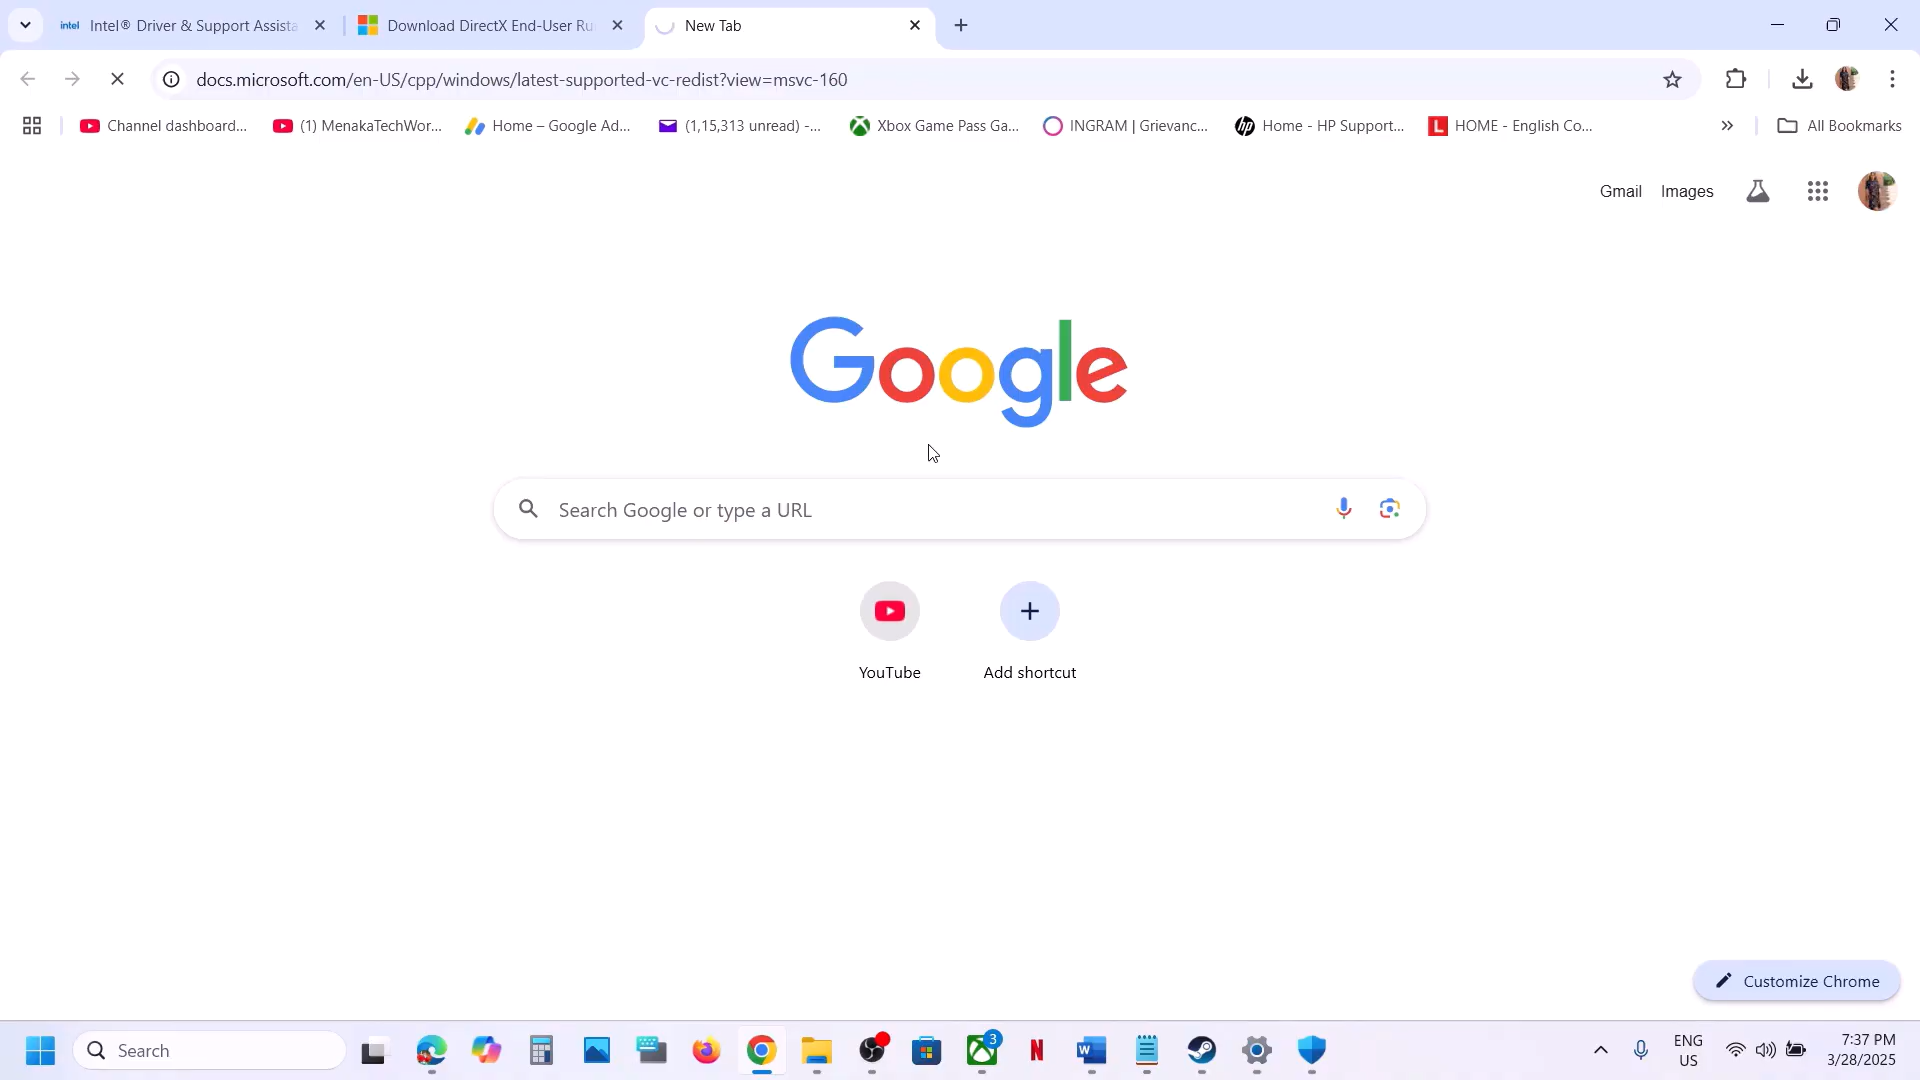 intel Intel® Driver & Support Assista
Download DirectX End-User Ru
New Tab
docs.microsoft.com/en-US/cpp/windows/latest-supported-vc-redist?view=msvc-160
Channel dashboard...
(1) MenakaTechWor...
Home – Google Ad...
(1,15,313 unread) -...
Xbox Game Pass Ga...
INGRAM | Grievanc...
hp Home - HP Support...
L HOME - English Co...
All Bookmarks
Gmail
Images
Google
Search Google or type a URL
YouTube
Add shortcut
Customize Chrome
Search
3
N
W
ENG
US
7:37 PM
3/28/2025